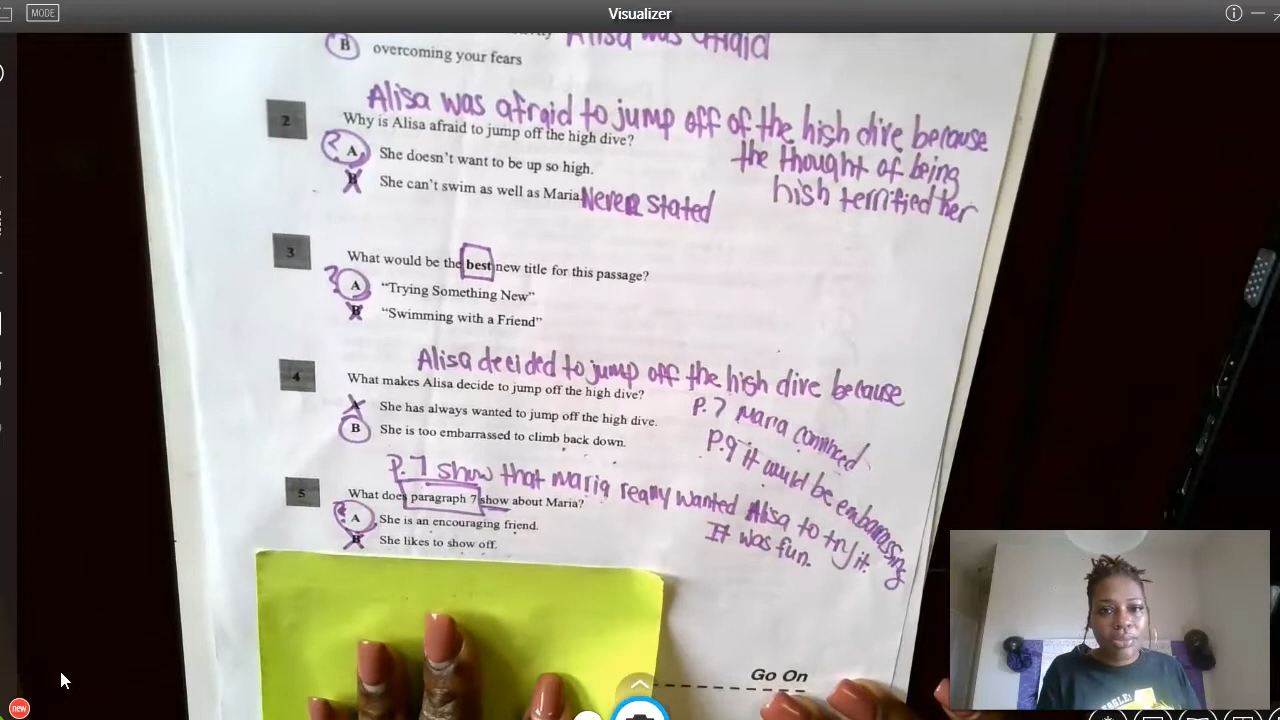 MODE
Visualizer
Alisa was afraid
B overcoming your fears
Alisa was afraid to jump off of the high dive because
the thought of being
high terrified her
2 Why is Alisa afraid to jump off the high dive?
A She doesn't want to be up so high.
B She can't swim as well as Maria. Never stated
3 What would be the best new title for this passage?
A "Trying Something New"
B "Swimming with a Friend"
Alisa decided to jump off the high dive because
4 What makes Alisa decide to jump off the high dive?
P. 7 Maria convinced
A She has always wanted to jump off the high dive.
P.9 it would be embarassing
B She is too embarrassed to climb back down.
P. 7 show that Maria really wanted Alisa to try it.
It was fun.
5 What does paragraph 7 show about Maria?
A She is an encouraging friend.
B She likes to show off.
Go On
new